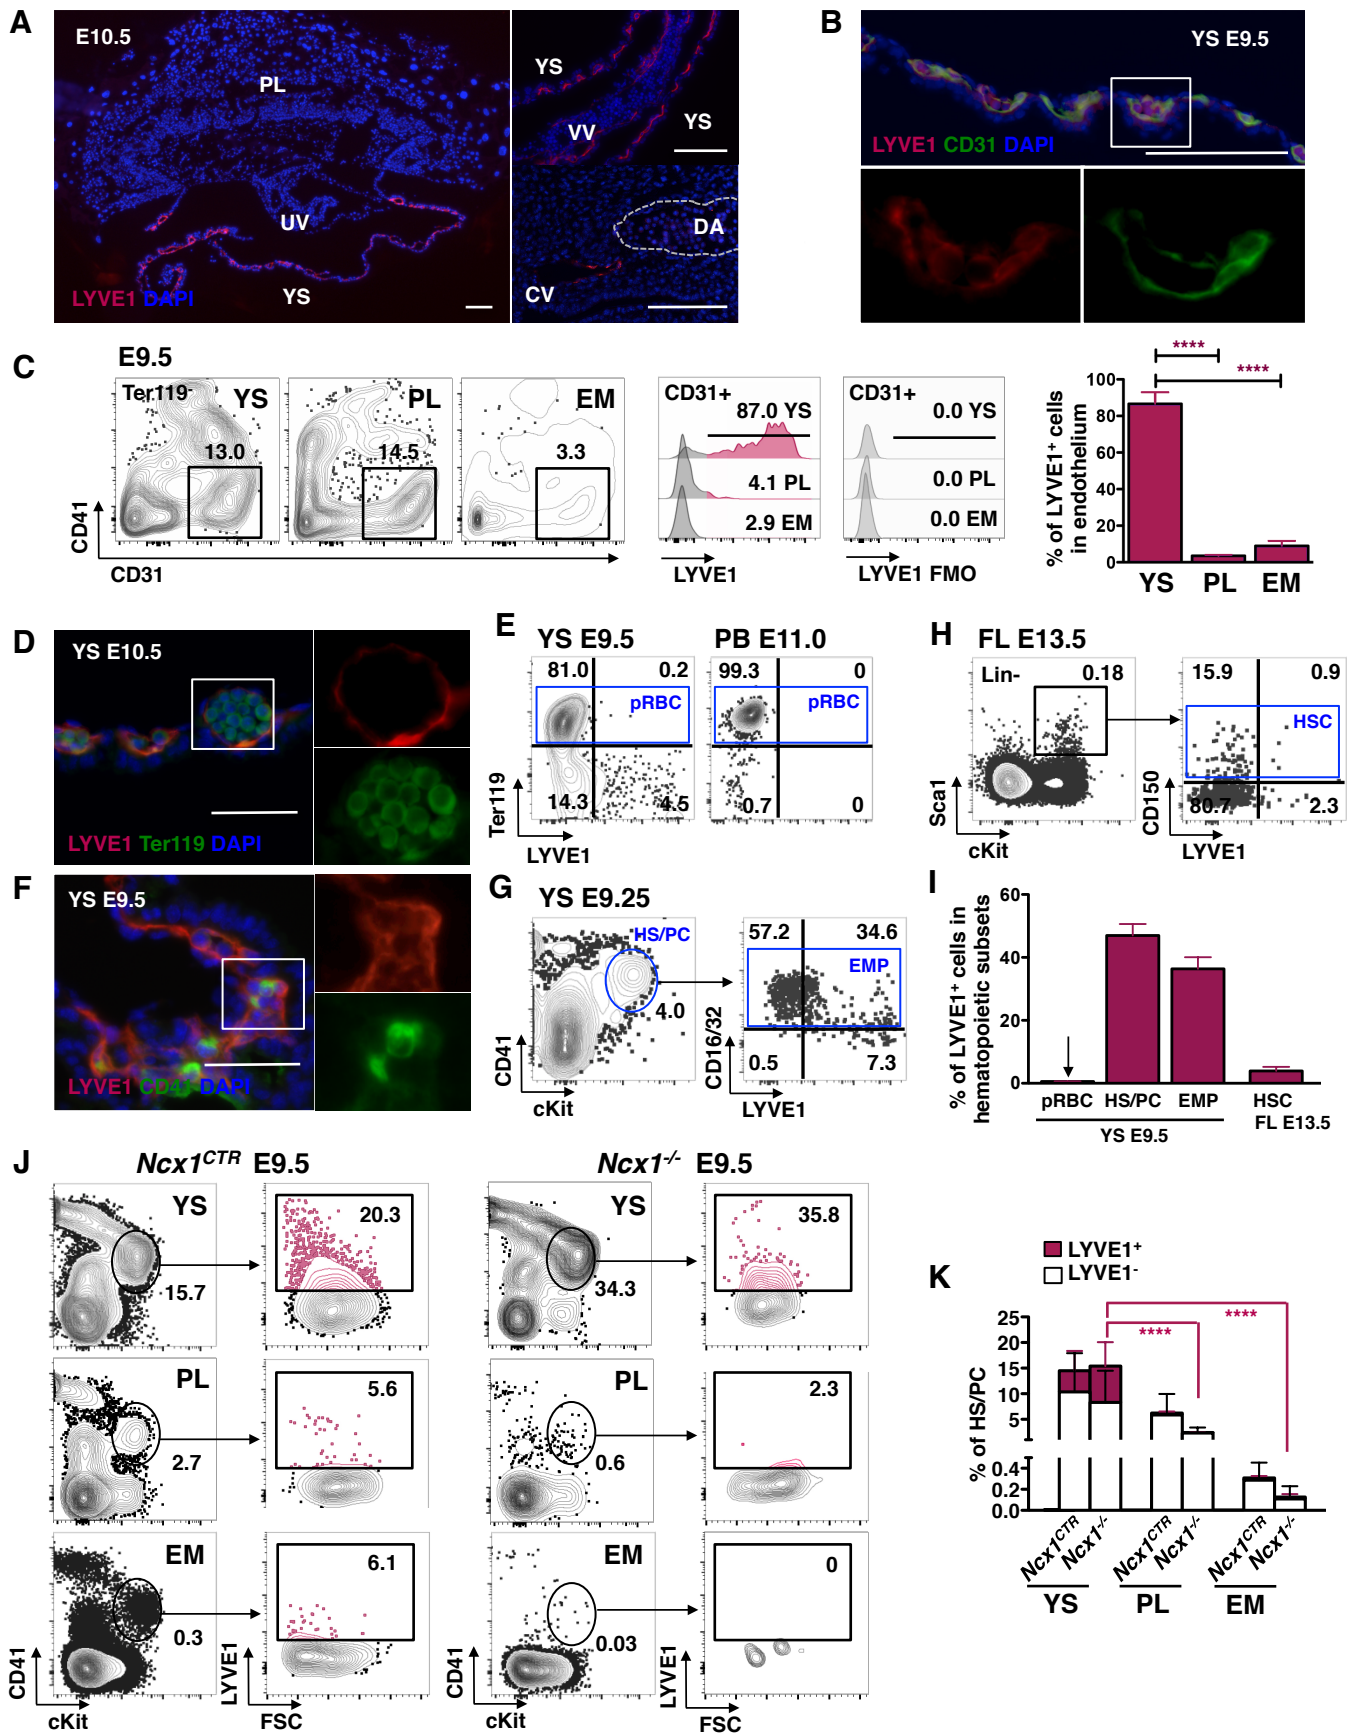 A
E10.5
PL
UV
YS
LYVE1 DAPI
YS
VV
YS
DA
CV
B
YS E9.5
LYVE1 CD31 DAPI
C
E9.5
Ter119-
YS
13.0
PL
14.5
EM
3.3
CD41
CD31
CD31+
87.0 YS
4.1 PL
2.9 EM
LYVE1
CD31+
0.0 YS
0.0 PL
0.0 EM
LYVE1 FMO
****
****
% of LYVE1+ cells
in endothelium
100
80
60
40
20
0
YS PL EM
D
YS E10.5
LYVE1 Ter119 DAPI
E
YS E9.5
81.0 0.2
pRBC
14.3 4.5
PB E11.0
99.3 0
pRBC
0.7 0
Ter119
LYVE1
H
FL E13.5
Lin-
0.18
Sca1
cKit
15.9 0.9
HSC
80.7 2.3
CD150
LYVE1
F
YS E9.5
LYVE1 CD41 DAPI
G
YS E9.25
HS/PC
4.0
CD41
cKit
57.2 34.6
EMP
0.5 7.3
CD16/32
LYVE1
I
% of LYVE1+ cells in
hematopoietic subsets
60
40
20
0
pRBC HS/PC EMP HSC
YS E9.5
FL E13.5
J
Ncx1CTR E9.5
Ncx1-/- E9.5
YS
15.7
20.3
YS
34.3
35.8
PL
2.7
5.6
PL
0.6
2.3
EM
0.3
6.1
EM
0.03
0
CD41
cKit
LYVE1
FSC
CD41
cKit
LYVE1
FSC
K
LYVE1+
LYVE1-
****
****
% of HS/PC
25
20
15
10
5
0.4
0.2
0.0
Ncx1CTR
Ncx1-/-
Ncx1CTR
Ncx1-/-
Ncx1CTR
Ncx1-/-
YS PL EM